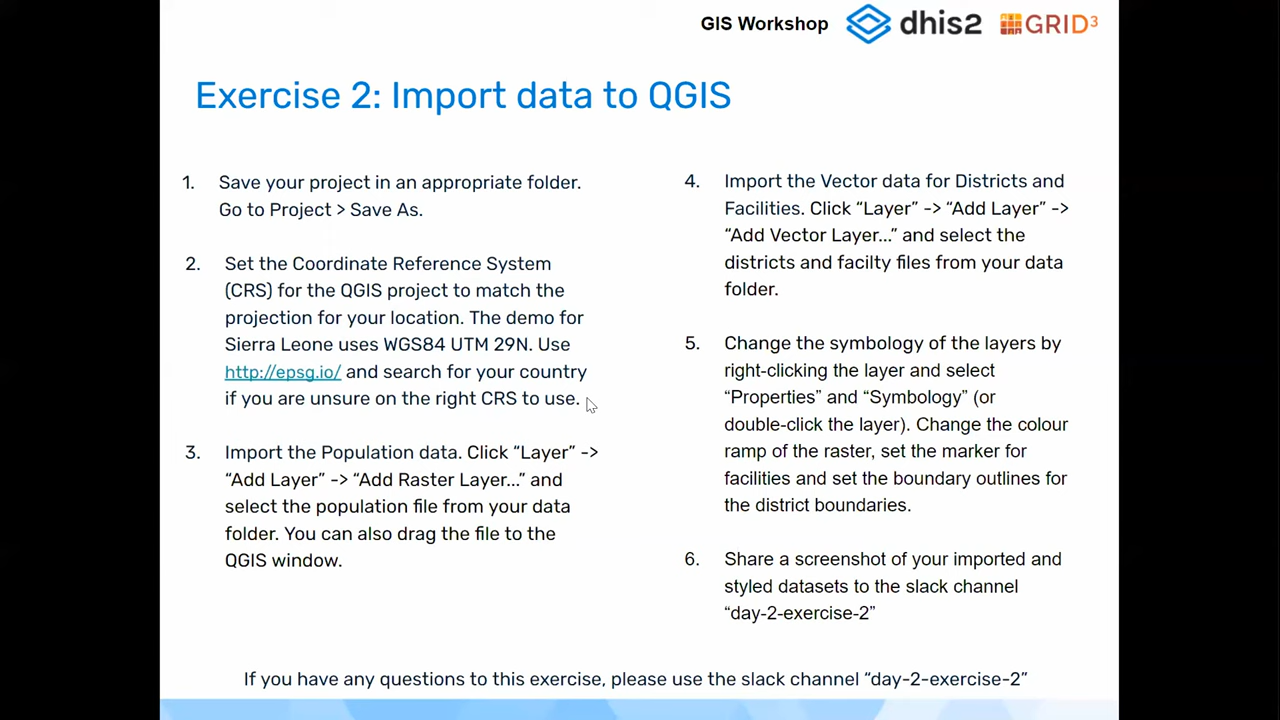 GIS Workshop
dhis2
GRID³
Exercise 2: Import data to QGIS
1. Save your project in an appropriate folder.
Go to Project > Save As.
2. Set the Coordinate Reference System
(CRS) for the QGIS project to match the
projection for your location. The demo for
Sierra Leone uses WGS84 UTM 29N. Use
http://epsg.io/ and search for your country
if you are unsure on the right CRS to use.
3. Import the Population data. Click “Layer” ->
“Add Layer” -> “Add Raster Layer...” and
select the population file from your data
folder. You can also drag the file to the
QGIS window.
4. Import the Vector data for Districts and
Facilities. Click “Layer” -> “Add Layer” ->
“Add Vector Layer...” and select the
districts and facilty files from your data
folder.
5. Change the symbology of the layers by
right-clicking the layer and select
“Properties” and “Symbology” (or
double-click the layer). Change the colour
ramp of the raster, set the marker for
facilities and set the boundary outlines for
the district boundaries.
6. Share a screenshot of your imported and
styled datasets to the slack channel
“day-2-exercise-2”
If you have any questions to this exercise, please use the slack channel “day-2-exercise-2”